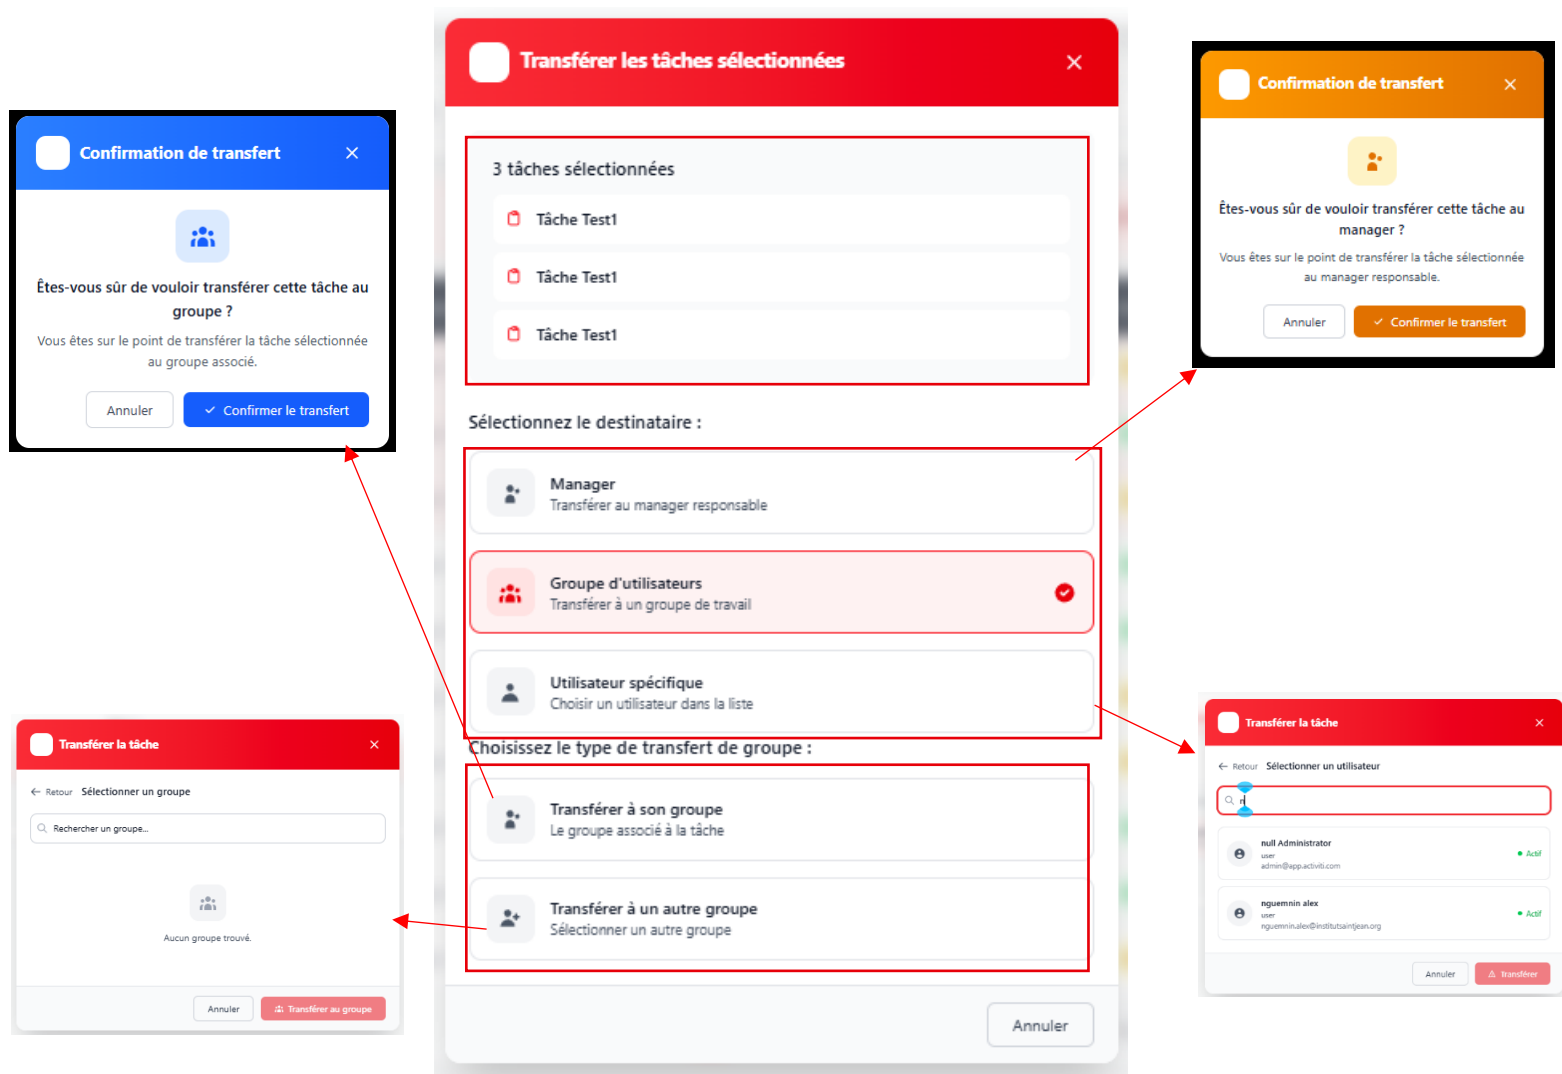 Transférer les tâches sélectionnées
3 tâches sélectionnées
Tâche Test1
Tâche Test1
Tâche Test1
Sélectionnez le destinataire :
Manager
Transférer au manager responsable
Groupe d'utilisateurs
Transférer à un groupe de travail
Utilisateur spécifique
Choisir un utilisateur dans la liste
Choisissez le type de transfert de groupe :
Transférer à son groupe
Le groupe associé à la tâche
Transférer à un autre groupe
Sélectionner un autre groupe
Annuler
Confirmation de transfert
Êtes-vous sûr de vouloir transférer cette tâche au
groupe ?
Vous êtes sur le point de transférer la tâche sélectionnée
au groupe associé.
Annuler
Confirmer le transfert
Transférer la tâche
Retour Sélectionner un groupe
Rechercher un groupe...
Aucun groupe trouvé.
Annuler
Transférer au groupe
Confirmation de transfert
Êtes-vous sûr de vouloir transférer cette tâche au
manager ?
Vous êtes sur le point de transférer la tâche sélectionnée
au manager responsable.
Annuler
Confirmer le transfert
Transférer la tâche
Retour Sélectionner un utilisateur
n
null Administrator
user
admin@app.activiti.com
Actif
nguemnin alex
user
nguemnin.alex@institutsaintjean.org
Actif
Annuler
Transférer